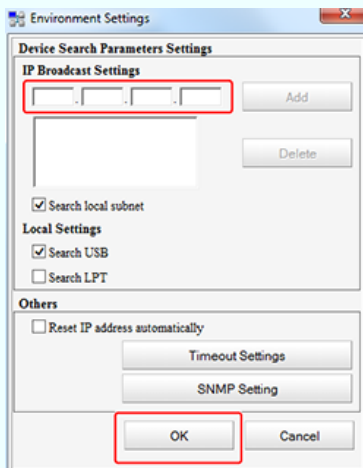 Environment Settings
Device Search Parameters Settings
IP Broadcast Settings
. . . Add
Delete
Search local subnet
Local Settings
Search USB
Search LPT
Others
Reset IP address automatically
Timeout Settings
SNMP Setting
OK Cancel